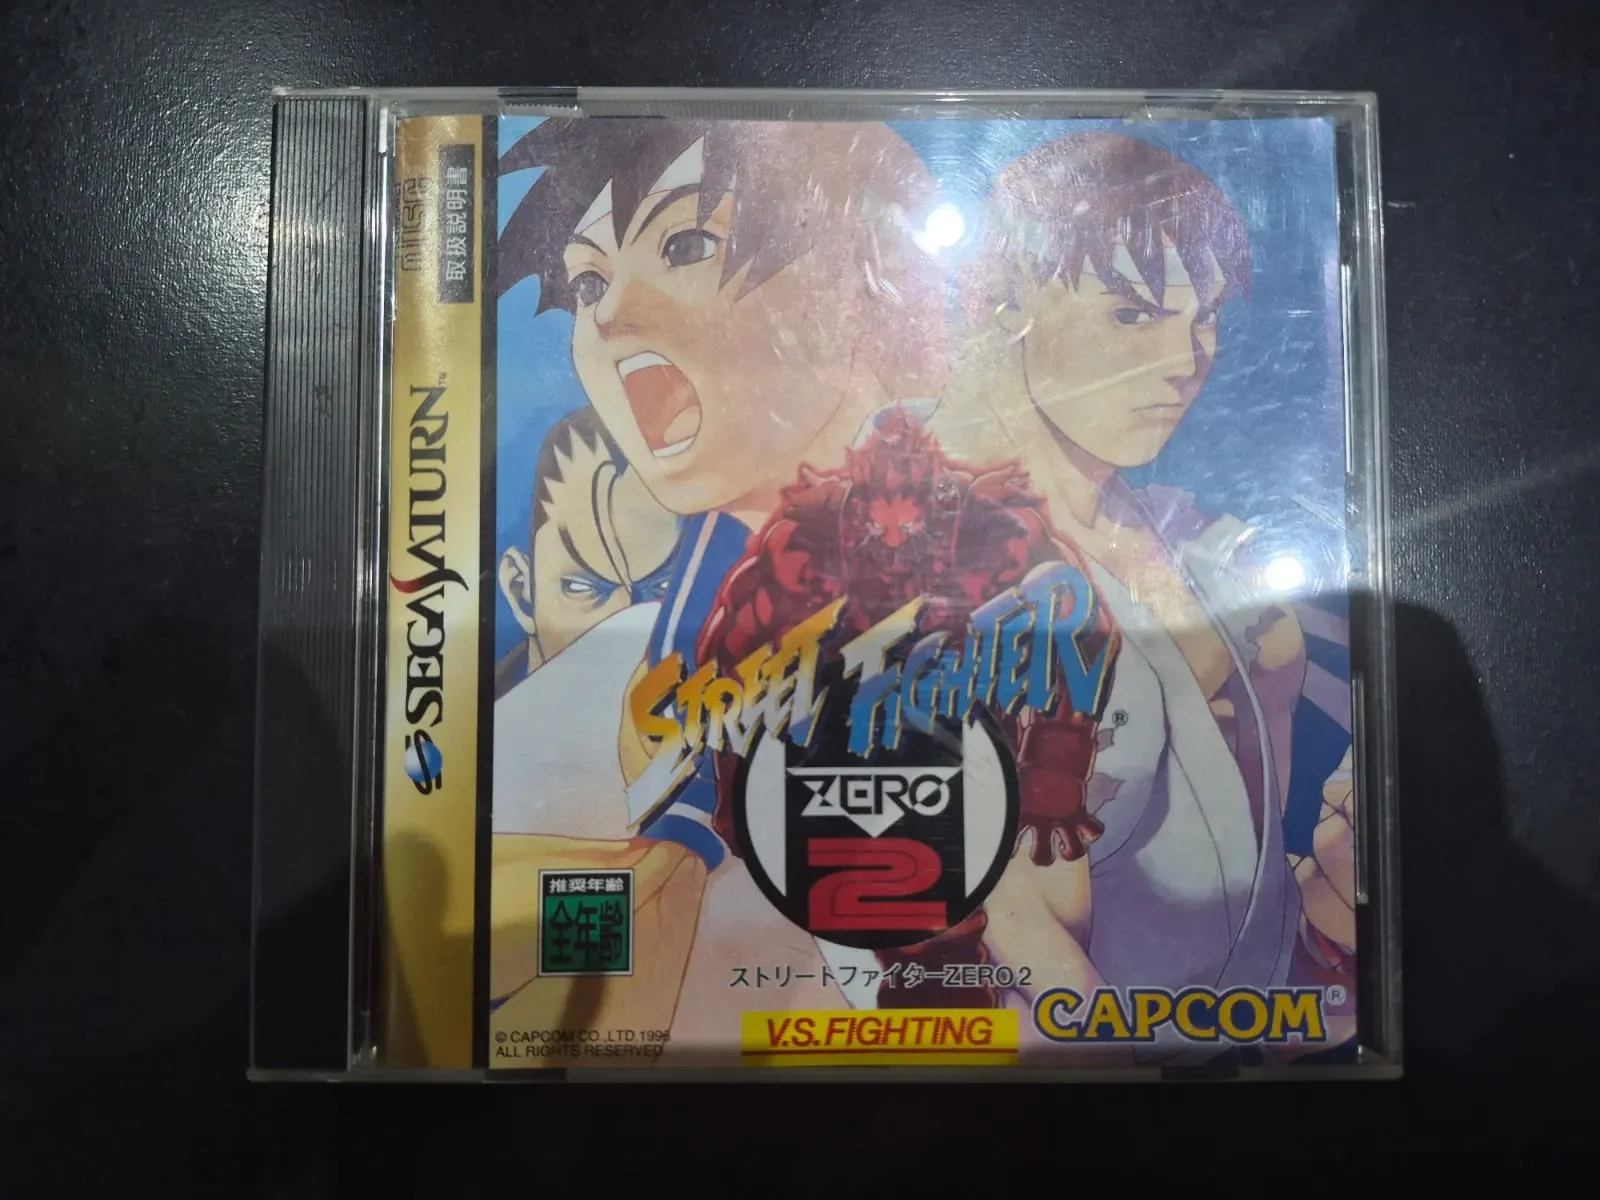 DISC
取扱説明書
SEGA SATURN™
STREET FIGHTER®
ZERO
2
推奨年齢
全年齢
ストリートファイターZERO2
CAPCOM®
V.S.FIGHTING
© CAPCOM CO.,LTD.1996
ALL RIGHTS RESERVED.